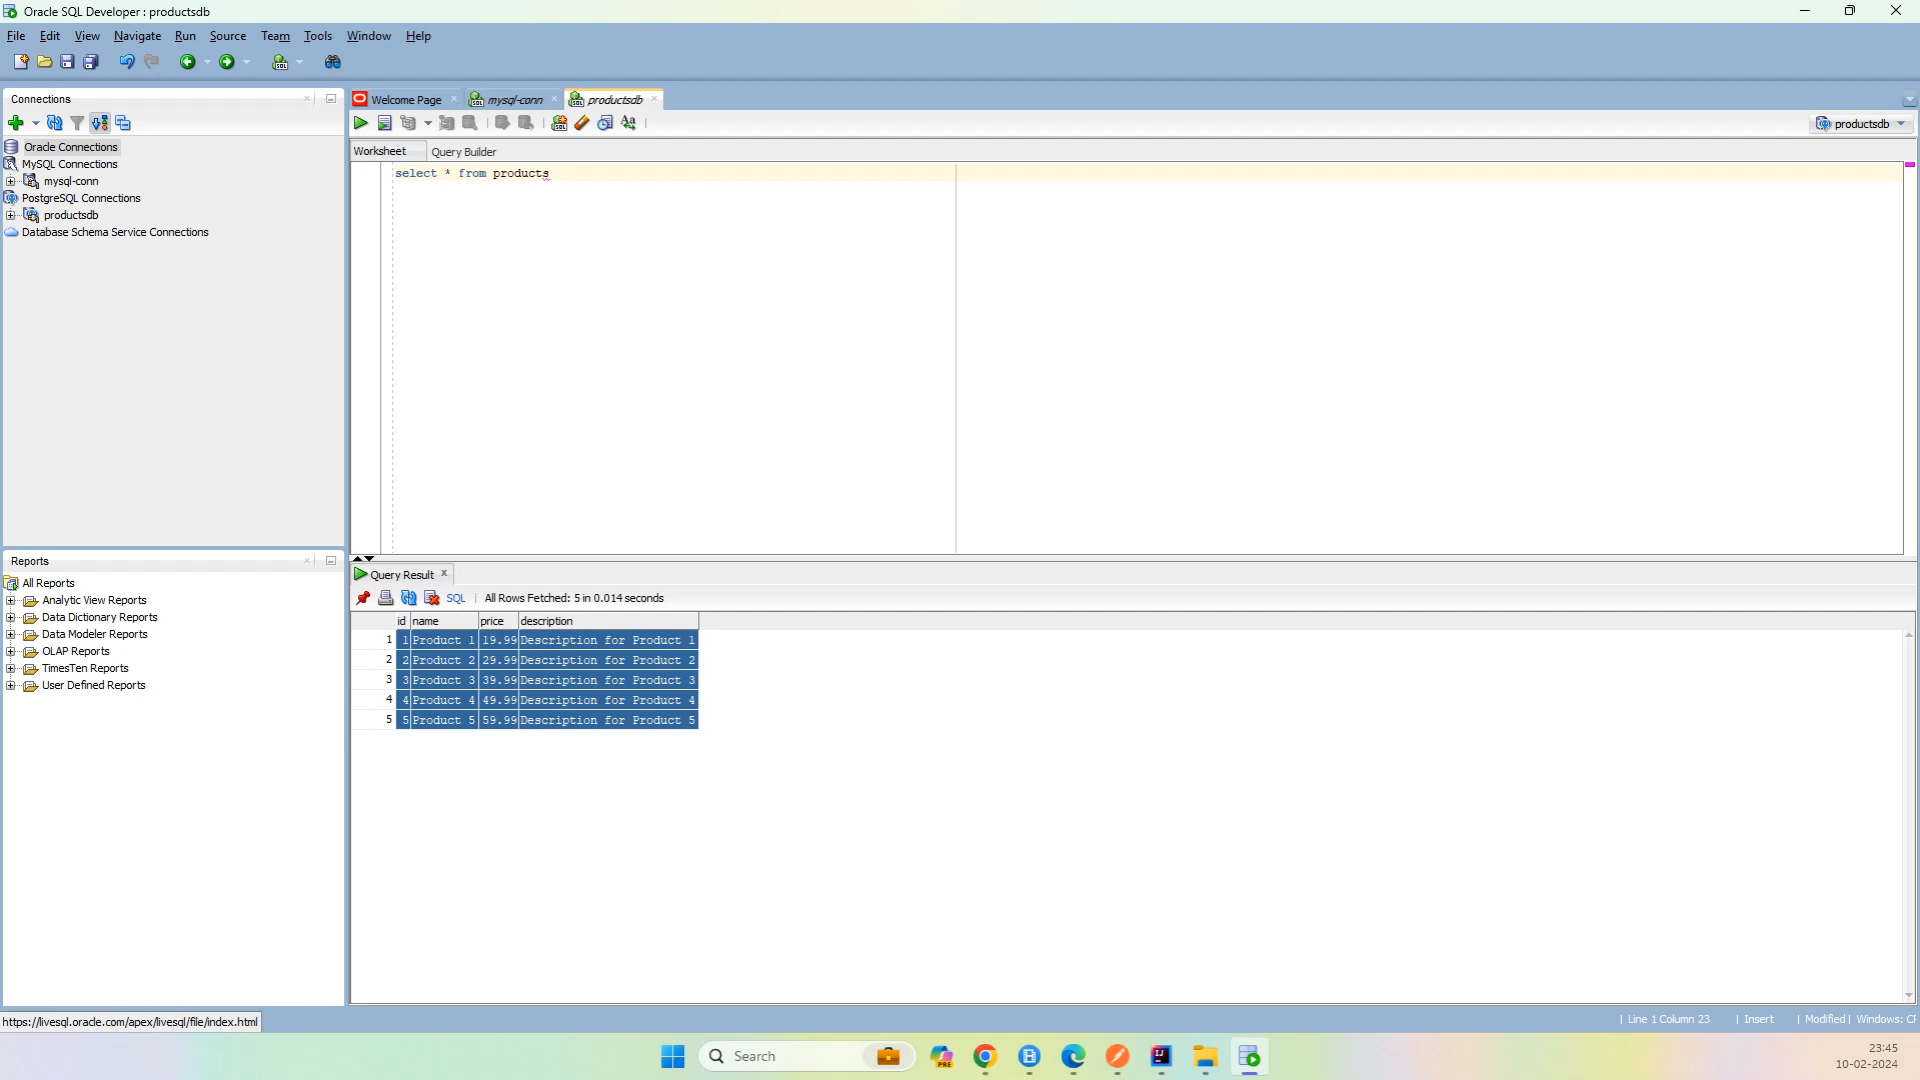 Oracle SQL Developer : productsdb
File Edit View Navigate Run Source Team Tools Window Help
Connections
Oracle Connections
MySQL Connections
mysql-conn
PostgreSQL Connections
productsdb
Database Schema Service Connections
Reports
All Reports
Analytic View Reports
Data Dictionary Reports
Data Modeler Reports
OLAP Reports
TimesTen Reports
User Defined Reports
Welcome Page mysql-conn productsdb
productsdb
Worksheet Query Builder
select * from products
Query Result
SQL All Rows Fetched: 5 in 0.014 seconds
id name price description
1 1 Product 1 19.99 Description for Product 1
2 2 Product 2 29.99 Description for Product 2
3 3 Product 3 39.99 Description for Product 3
4 4 Product 4 49.99 Description for Product 4
5 5 Product 5 59.99 Description for Product 5
https://livesql.oracle.com/apex/livesql/file/index.html
Line 1 Column 23 Insert Modified Windows:
Search
23:45
10-02-2024